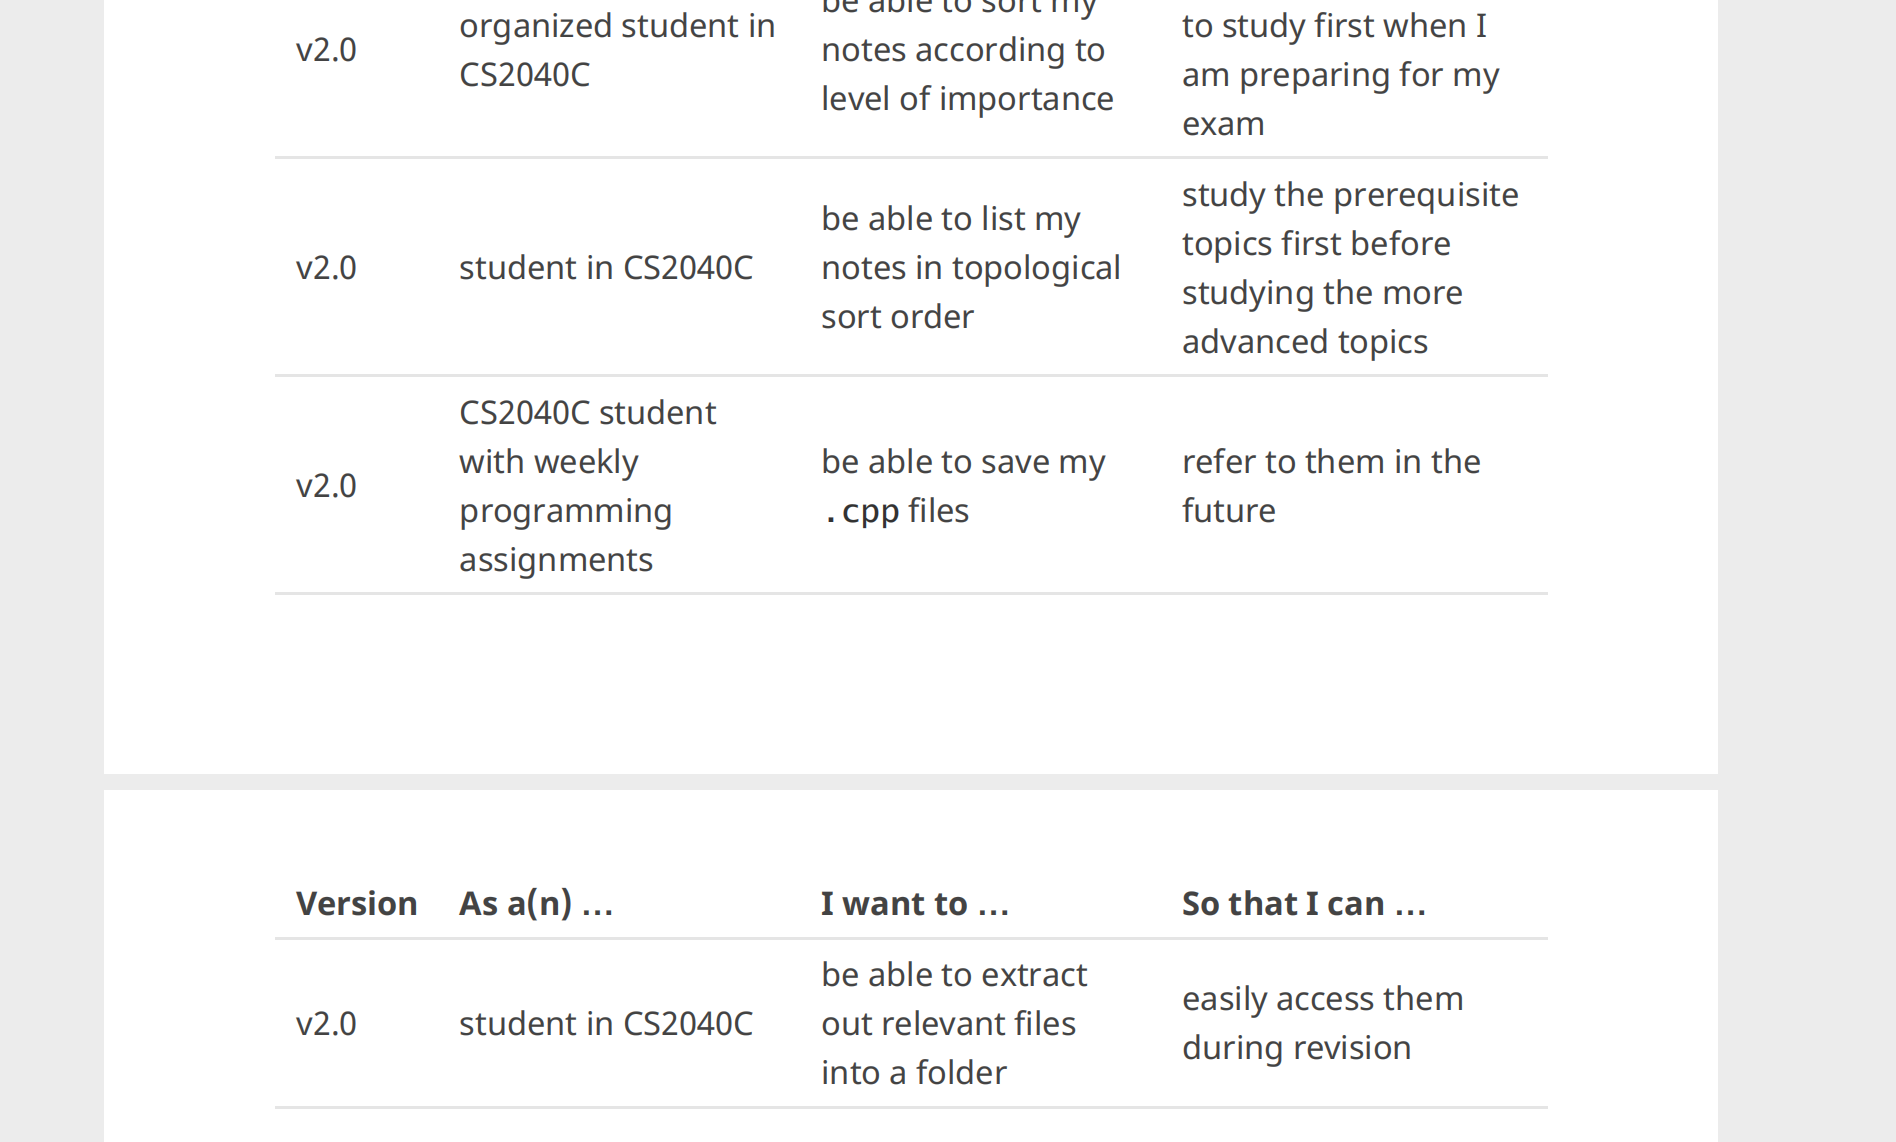 be able to sort my
organized student in
to study first when I
v2.0
notes according to
CS2040C
am preparing for my
level of importance
exam
study the prerequisite
be able to list my
topics first before
v2.0
student in CS2040C
notes in topological
studying the more
sort order
advanced topics
CS2040C student
with weekly
be able to save my
refer to them in the
v2.0
programming
.cpp files
future
assignments
Version As a(n) ... I want to ... So that I can ...
be able to extract
easily access them
v2.0
student in CS2040C
out relevant files
during revision
into a folder